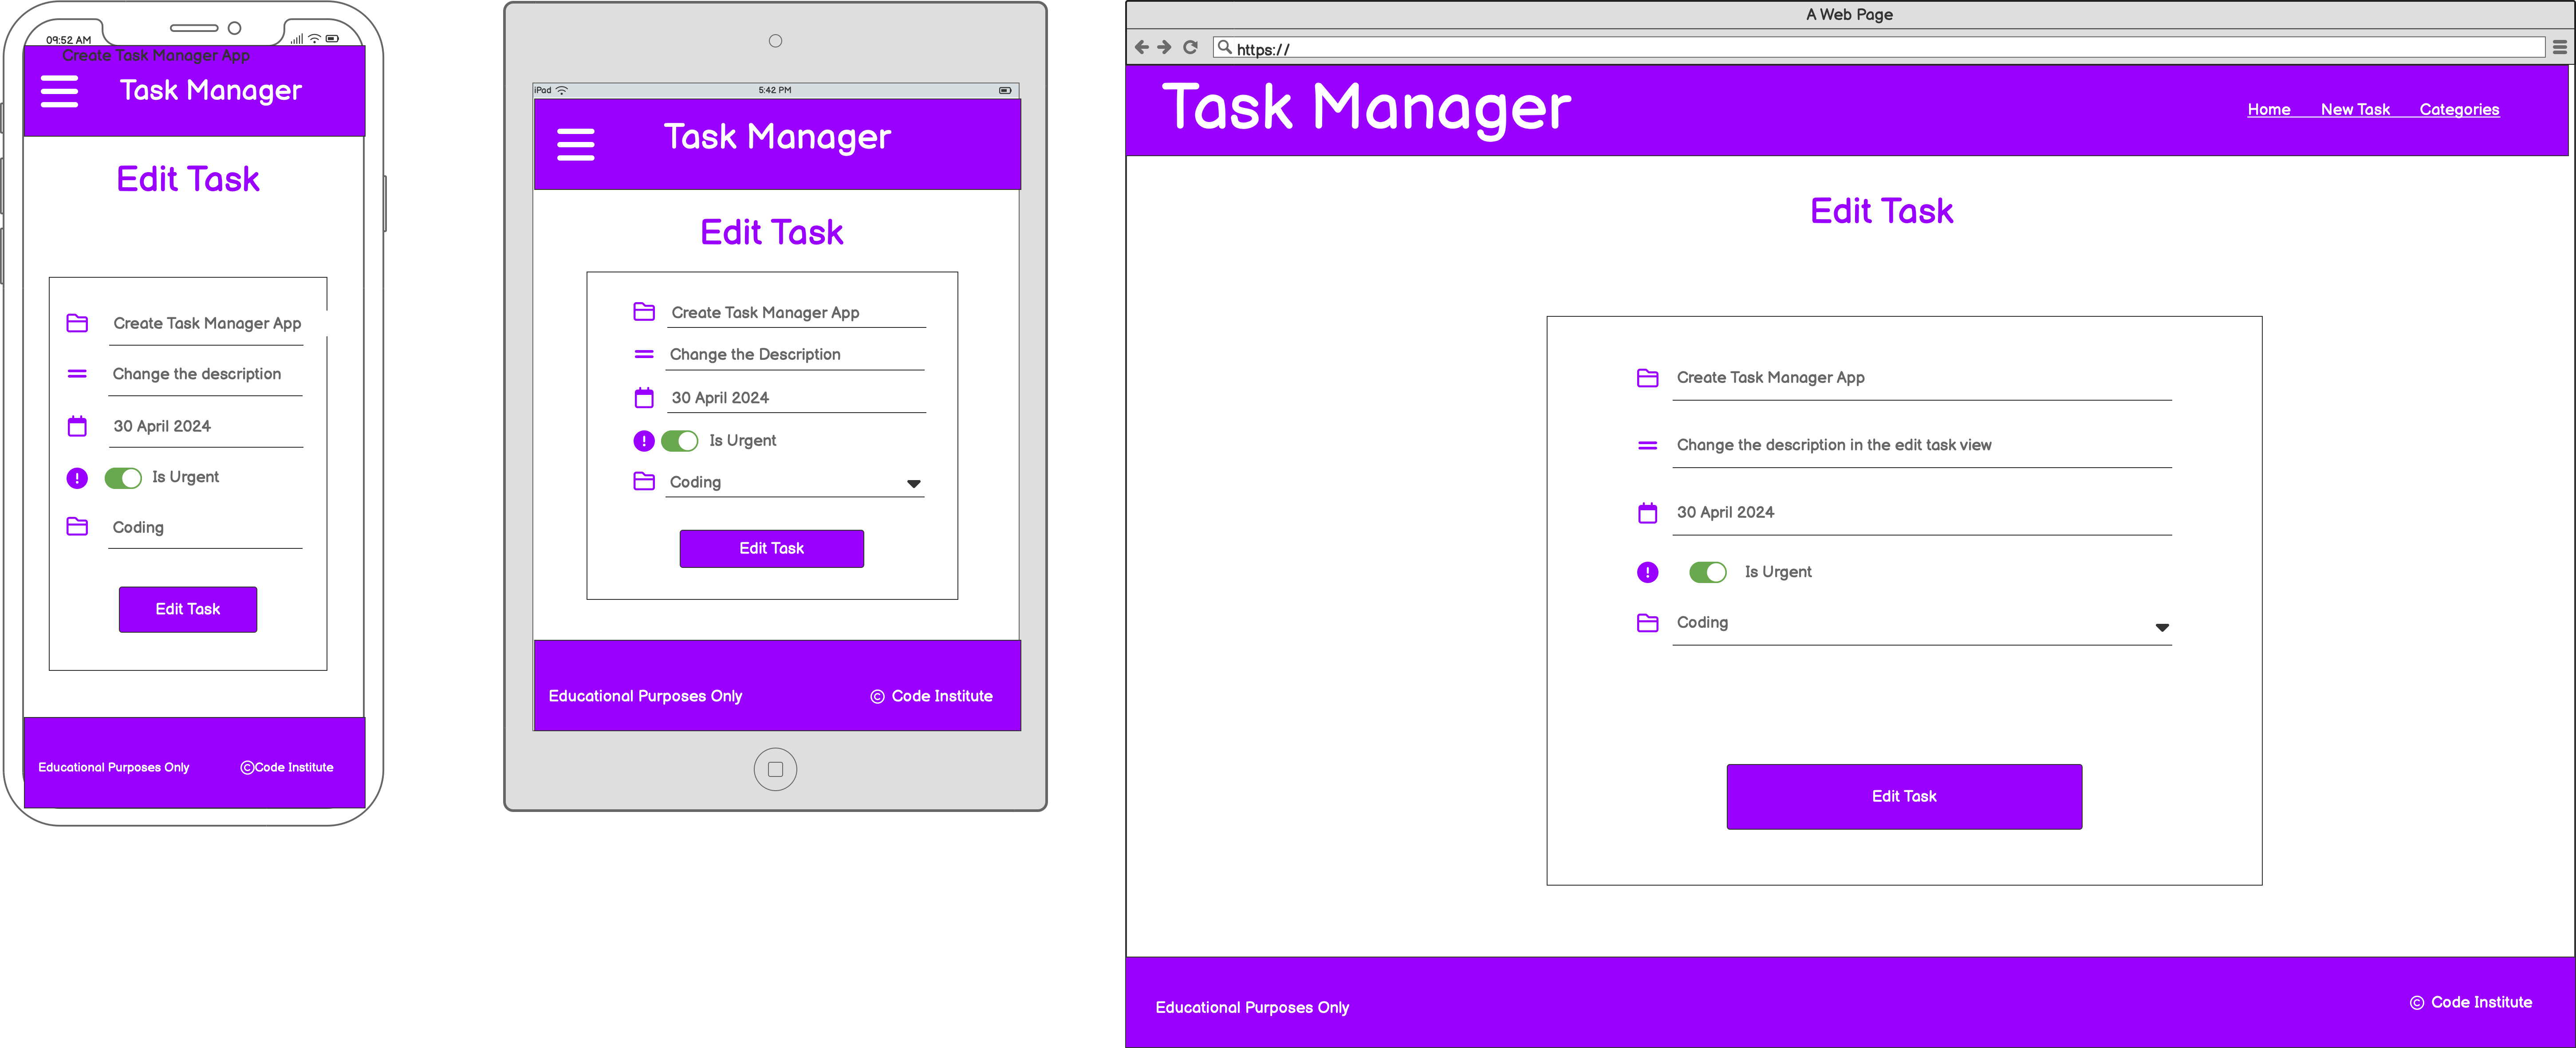 09:52 AM
Create Task Manager App
Task Manager
Edit Task
Create Task Manager App
Change the description
30 April 2024
Is Urgent
Coding
Edit Task
Educational Purposes Only
©Code Institute
iPad
5:42 PM
Task Manager
Edit Task
Create Task Manager App
Change the Description
30 April 2024
Is Urgent
Coding
Edit Task
Educational Purposes Only
© Code Institute
A Web Page
https://
Task Manager
Home New Task Categories
Edit Task
Create Task Manager App
Change the description in the edit task view
30 April 2024
Is Urgent
Coding
Edit Task
Educational Purposes Only
© Code Institute